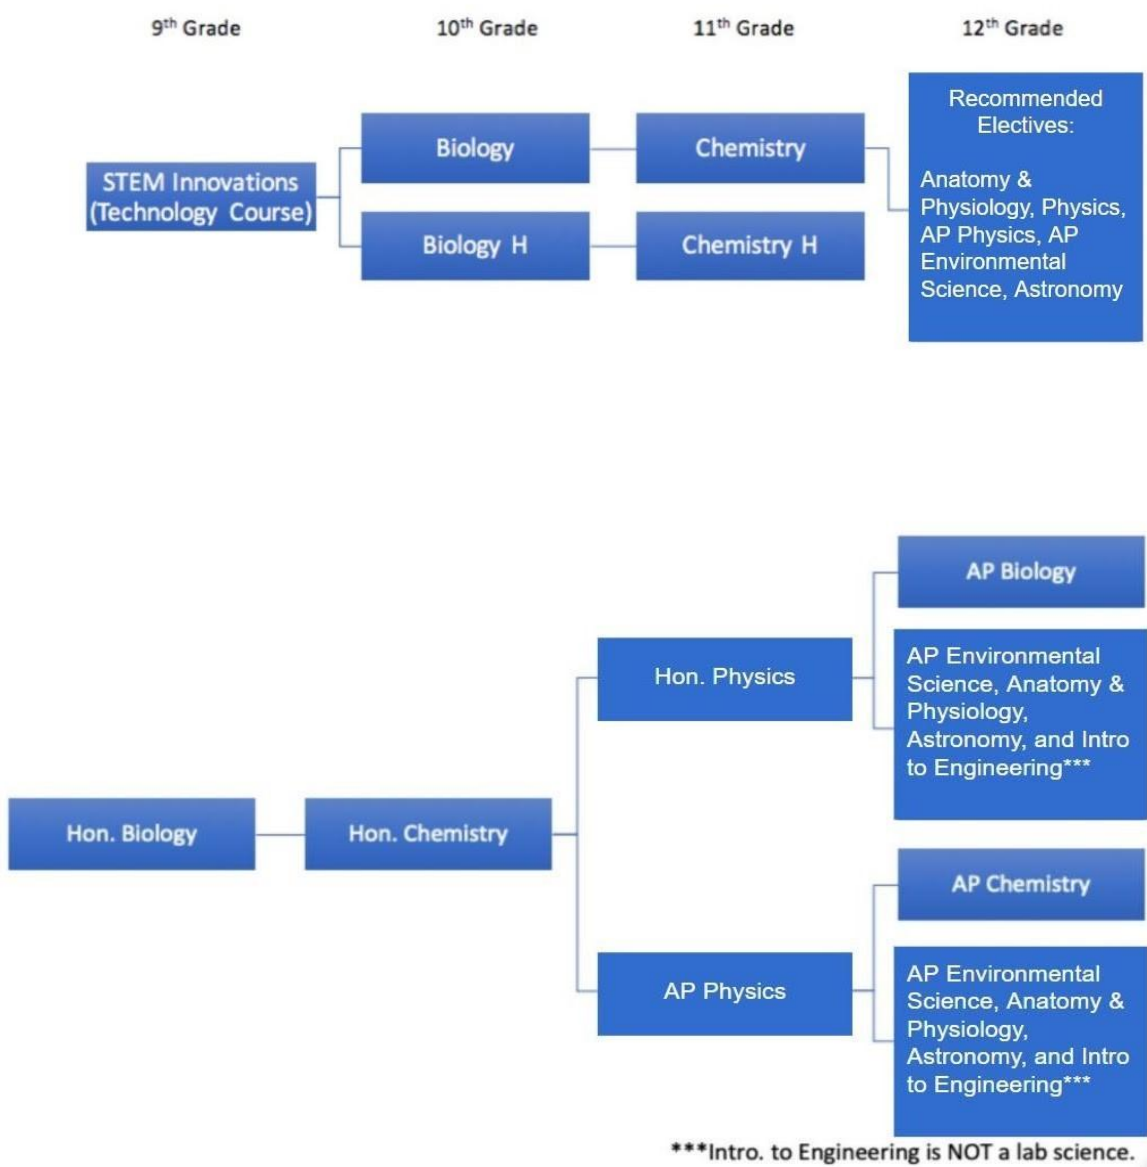 9th Grade
10th Grade
11th Grade
12th Grade
STEM Innovations
(Technology Course)
Biology
Chemistry
Biology H
Chemistry H
Recommended
Electives:
Anatomy &
Physiology, Physics,
AP Physics, AP
Environmental
Science, Astronomy
Hon. Biology
Hon. Chemistry
Hon. Physics
AP Biology
AP Environmental
Science, Anatomy &
Physiology,
Astronomy, and Intro
to Engineering***
AP Physics
AP Chemistry
AP Environmental
Science, Anatomy &
Physiology,
Astronomy, and Intro
to Engineering***
***Intro. to Engineering is NOT a lab science.